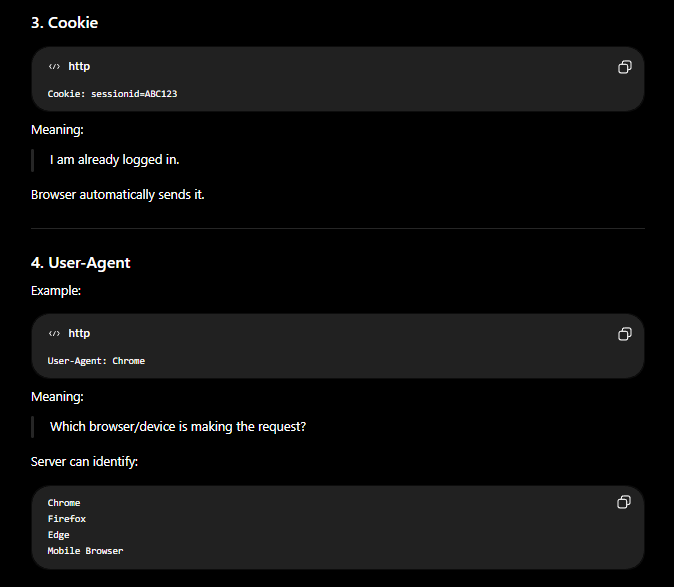 3. Cookie
http
Cookie: sessionid=ABC123
Meaning:
I am already logged in.
Browser automatically sends it.
4. User-Agent
Example:
http
User-Agent: Chrome
Meaning:
Which browser/device is making the request?
Server can identify:
Chrome
Firefox
Edge
Mobile Browser